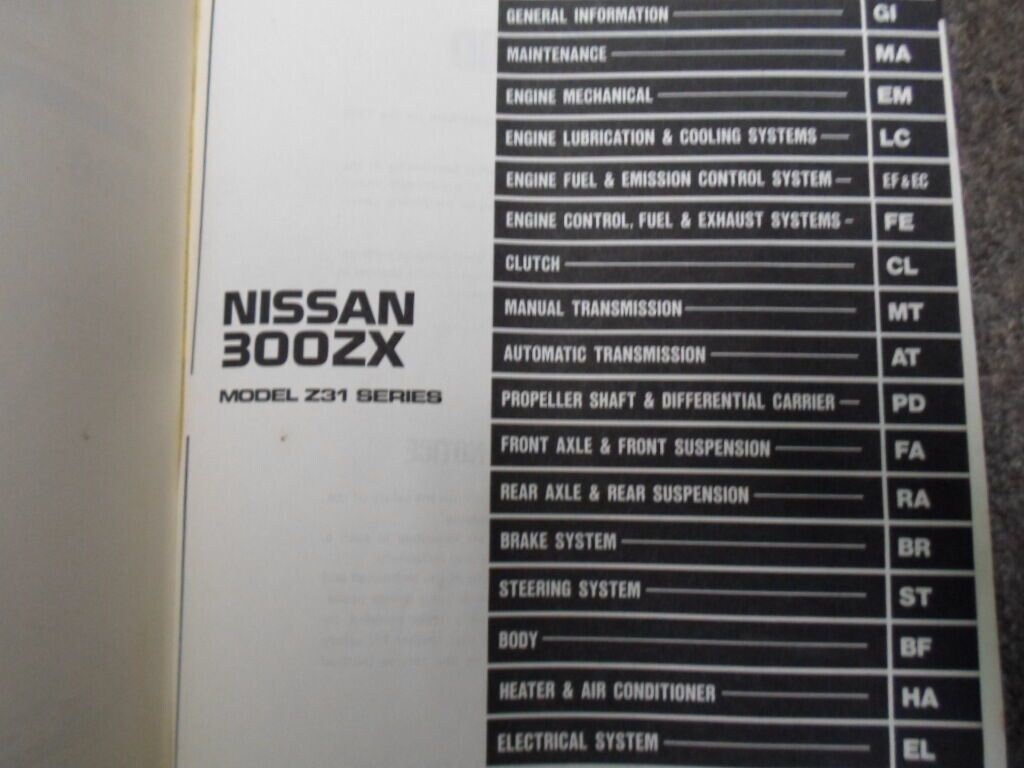 NISSAN
300ZX
MODEL Z31 SERIES
GENERAL INFORMATION GI
MAINTENANCE MA
ENGINE MECHANICAL EM
ENGINE LUBRICATION & COOLING SYSTEMS LC
ENGINE FUEL & EMISSION CONTROL SYSTEM EF & EC
ENGINE CONTROL, FUEL & EXHAUST SYSTEMS FE
CLUTCH CL
MANUAL TRANSMISSION MT
AUTOMATIC TRANSMISSION AT
PROPELLER SHAFT & DIFFERENTIAL CARRIER PD
FRONT AXLE & FRONT SUSPENSION FA
REAR AXLE & REAR SUSPENSION RA
BRAKE SYSTEM BR
STEERING SYSTEM ST
BODY BF
HEATER & AIR CONDITIONER HA
ELECTRICAL SYSTEM EL